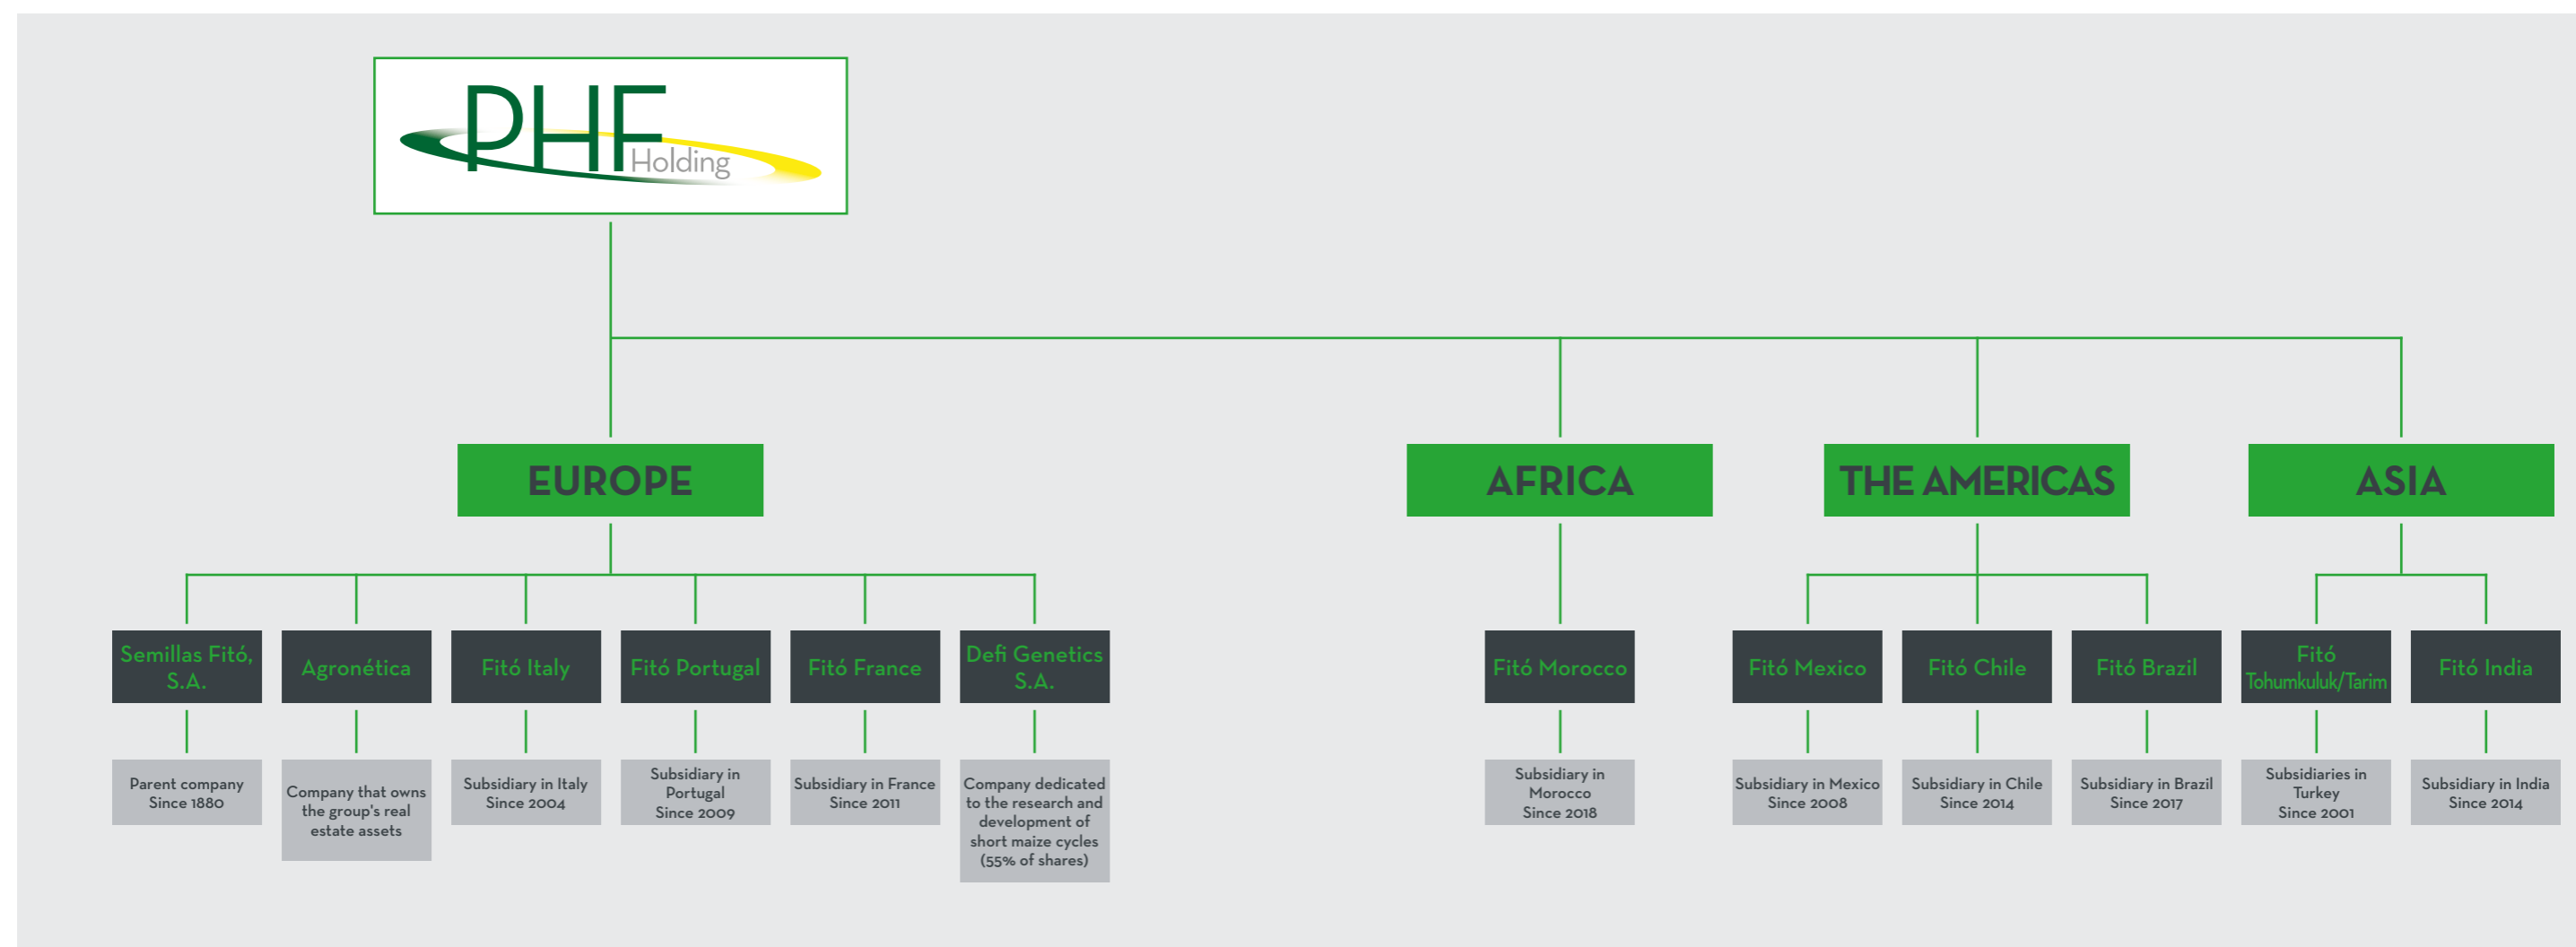 PHF
Holding
EUROPE
AFRICA
THE AMERICAS
ASIA
Semillas Fitó,
S.A.
Agronética
Fitó Italy
Fitó Portugal
Fitó France
Defi Genetics
S.A.
Fitó Morocco
Fitó Mexico
Fitó Chile
Fitó Brazil
Fitó
Tohumkuluk/Tarim
Fitó India
Parent company
Since 1880
Company that owns
the group's real
estate assets
Subsidiary in Italy
Since 2004
Subsidiary in
Portugal
Since 2009
Subsidiary in France
Since 2011
Company dedicated
to the research and
development of
short maize cycles
(55% of shares)
Subsidiary in
Morocco
Since 2018
Subsidiary in Mexico
Since 2008
Subsidiary in Chile
Since 2014
Subsidiary in Brazil
Since 2017
Subsidiaries in
Turkey
Since 2001
Subsidiary in India
Since 2014